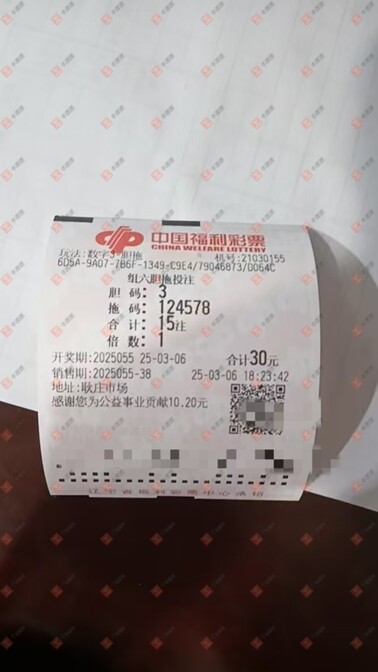 中国福利彩票
CHINA WELFARE LOTTERY
玩法:数字3-胆拖 机号:21030155
6D5A-9A07-7B6F-1349-C9E4/79046873/D064C
组六胆拖投注
胆 码: 3
拖 码: 124578
合 计: 15注
倍 数: 1
开奖期:2025055 25-03-06 合计30元
销售期:2025055-38 25-03-06 18:23:42
地址:耿庄市场
感谢您为公益事业贡献10.20元